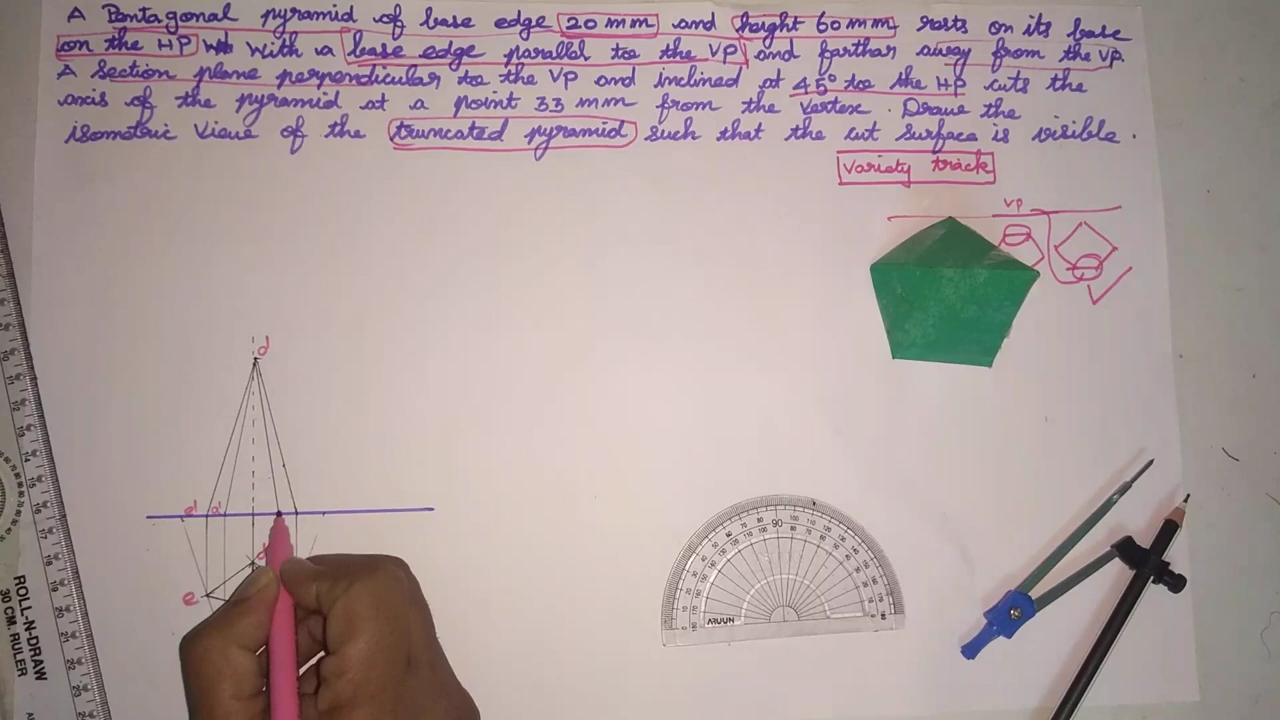 A Pentagonal pyramid of base edge 20 mm and height 60 mm rests on its base
on the HP with a base edge parallel to the VP and farthar away from the VP.
A Section plane perpendicular to the VP and inclined at 45° to the HP cuts the
axis of the pyramid at a point 33 mm from the Vertex. Draw the
isometric view of the truncated pyramid such that the cut surface is visible.
Variety track
VP
o'
e' a'
d
e
90
ARUUN
ROLL-N-DRAW
30 CM. RULER